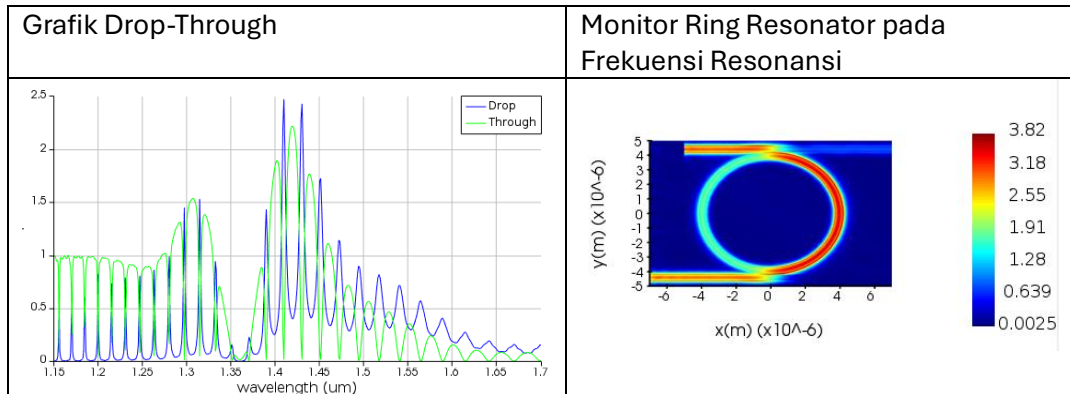 Grafik Drop-Through
Monitor Ring Resonator pada
Frekuensi Resonansi
2.5
2
1.5
1
0.5
0
1.15 1.2 1.25 1.3 1.35 1.4 1.45 1.5 1.55 1.6 1.65 1.7
wavelength (um)
Drop
Through
y(m) (x10^-6)
5
4
3
2
1
0
-1
-2
-3
-4
-5
-6 -4 -2 0 2 4 6
x(m) (x10^-6)
3.82
3.18
2.55
1.91
1.28
0.639
0.0025